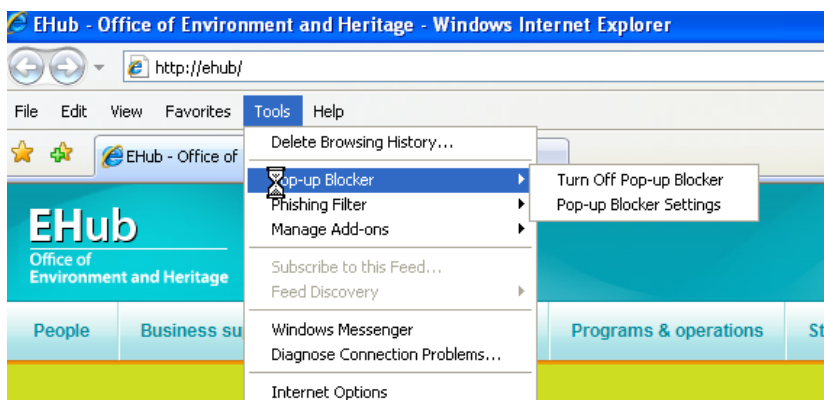 EHub - Office of Environment and Heritage - Windows Internet Explorer
http://ehub/
File Edit View Favorites Tools Help
EHub - Office of
Delete Browsing History...
Pop-up Blocker
Turn Off Pop-up Blocker
Phishing Filter
Pop-up Blocker Settings
Manage Add-ons
Subscribe to this Feed...
Feed Discovery
EHub
Office of
Environment and Heritage
People Business su Programs & operations St
Windows Messenger
Diagnose Connection Problems...
Internet Options